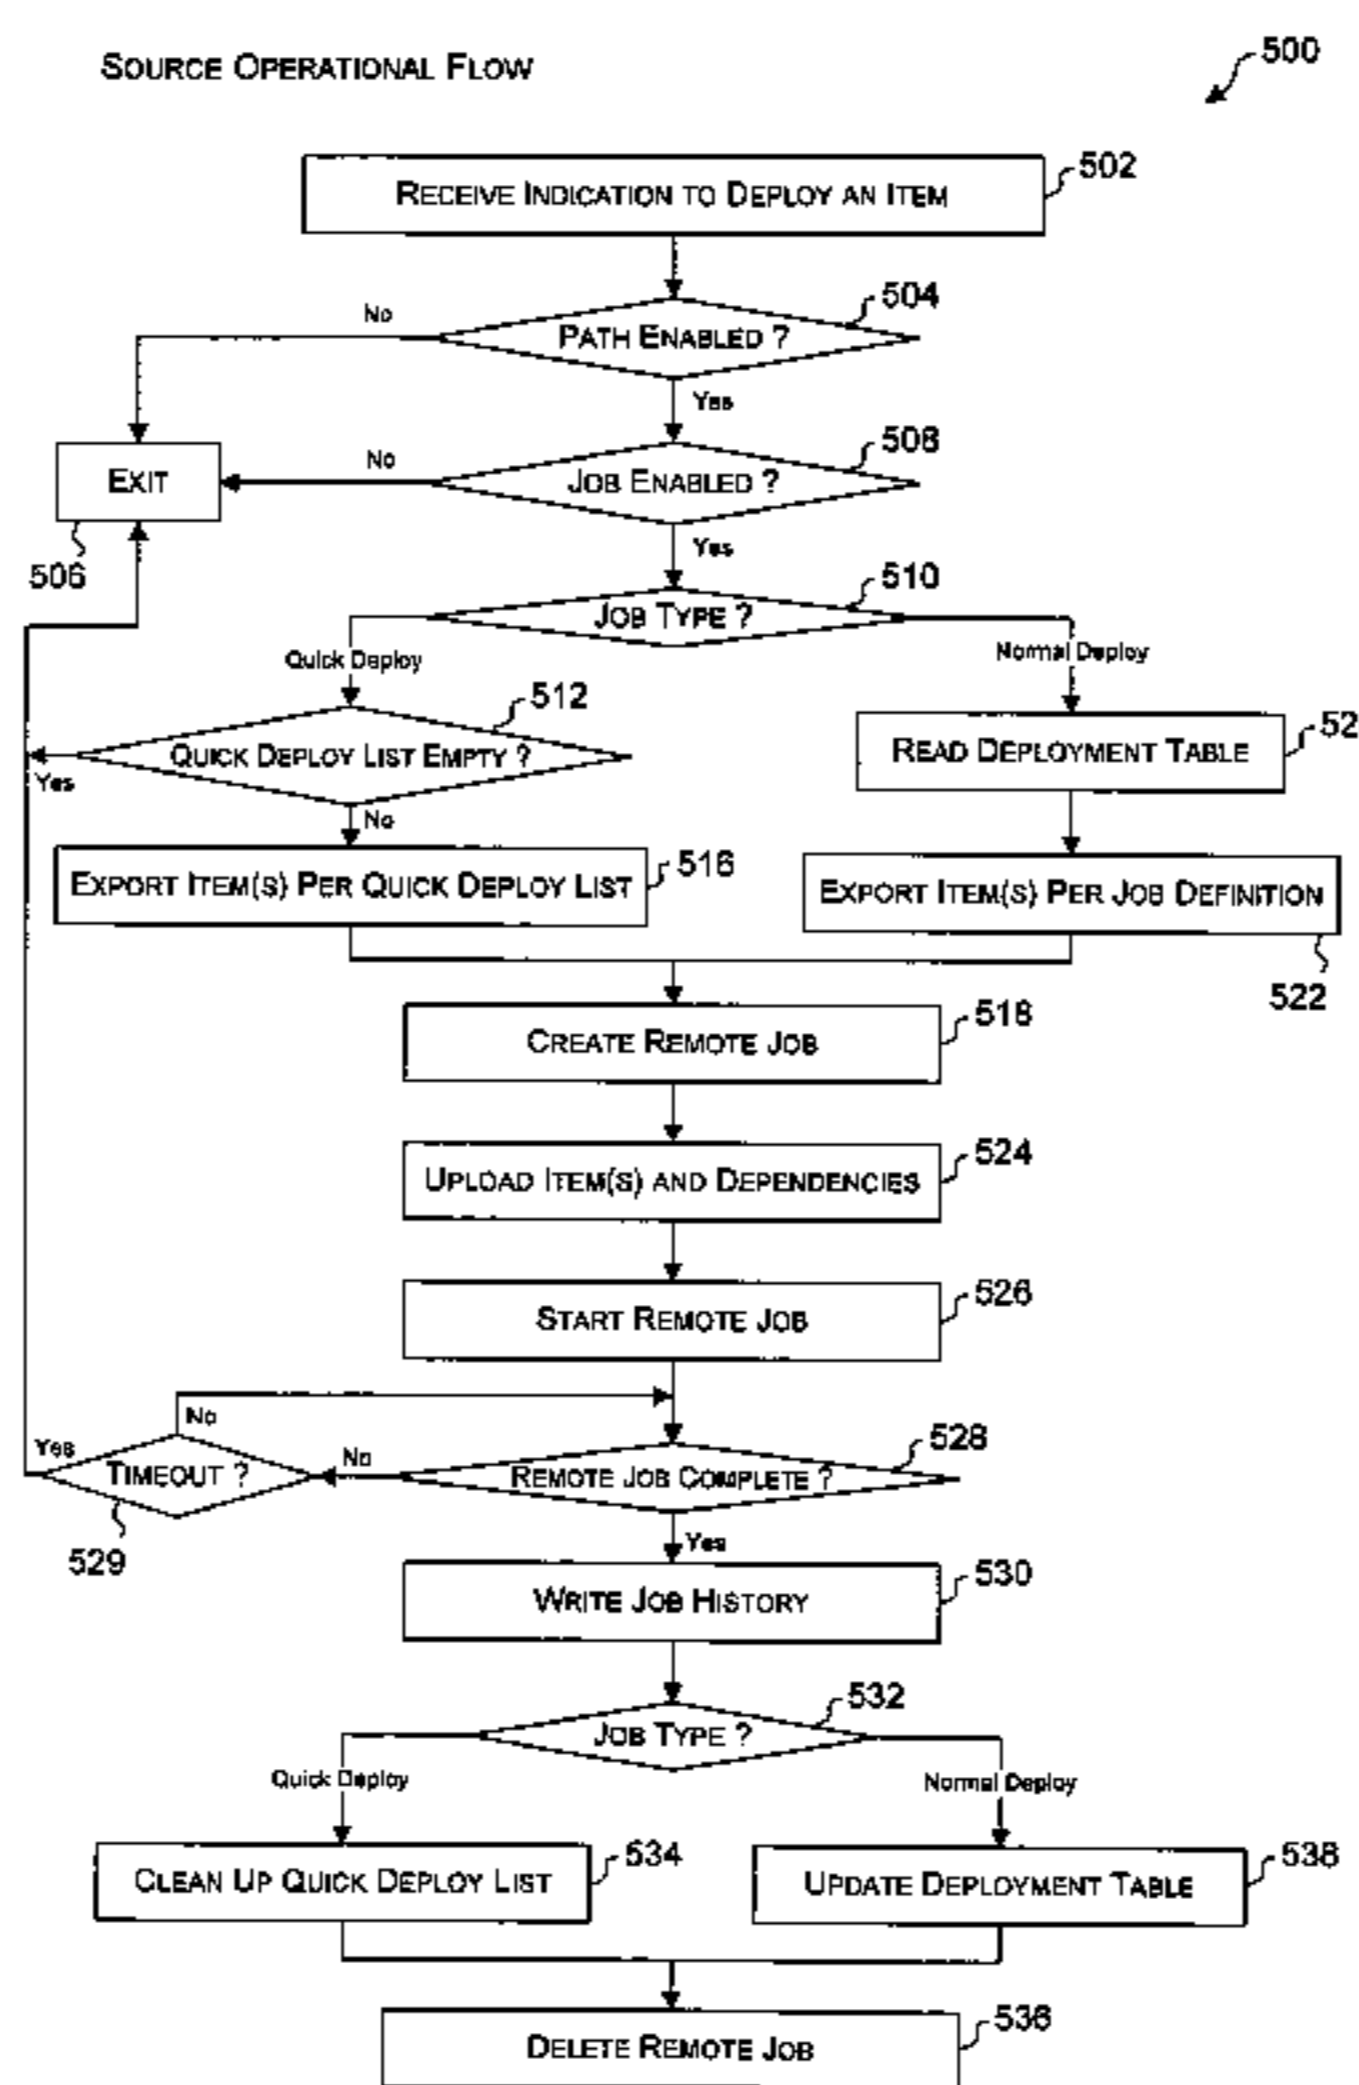 SOURCE OPERATIONAL FLOW
500
RECEIVE INDICATION TO DEPLOY AN ITEM
502
504
No
PATH ENABLED ?
Yes
508
No
EXIT
JOB ENABLED ?
506
Yes
510
JOB TYPE ?
Quick Deploy
Normal Deploy
512
QUICK DEPLOY LIST EMPTY ?
Yes
No
52
READ DEPLOYMENT TABLE
516
EXPORT ITEM(S) PER QUICK DEPLOY LIST
EXPORT ITEM(S) PER JOB DEFINITION
522
518
CREATE REMOTE JOB
524
UPLOAD ITEM(S) AND DEPENDENCIES
526
START REMOTE JOB
No
528
Yes
TIMEOUT ?
No
REMOTE JOB COMPLETE ?
529
Yes
530
WRITE JOB HISTORY
532
JOB TYPE ?
Quick Deploy
Normal Deploy
534
CLEAN UP QUICK DEPLOY LIST
538
UPDATE DEPLOYMENT TABLE
536
DELETE REMOTE JOB